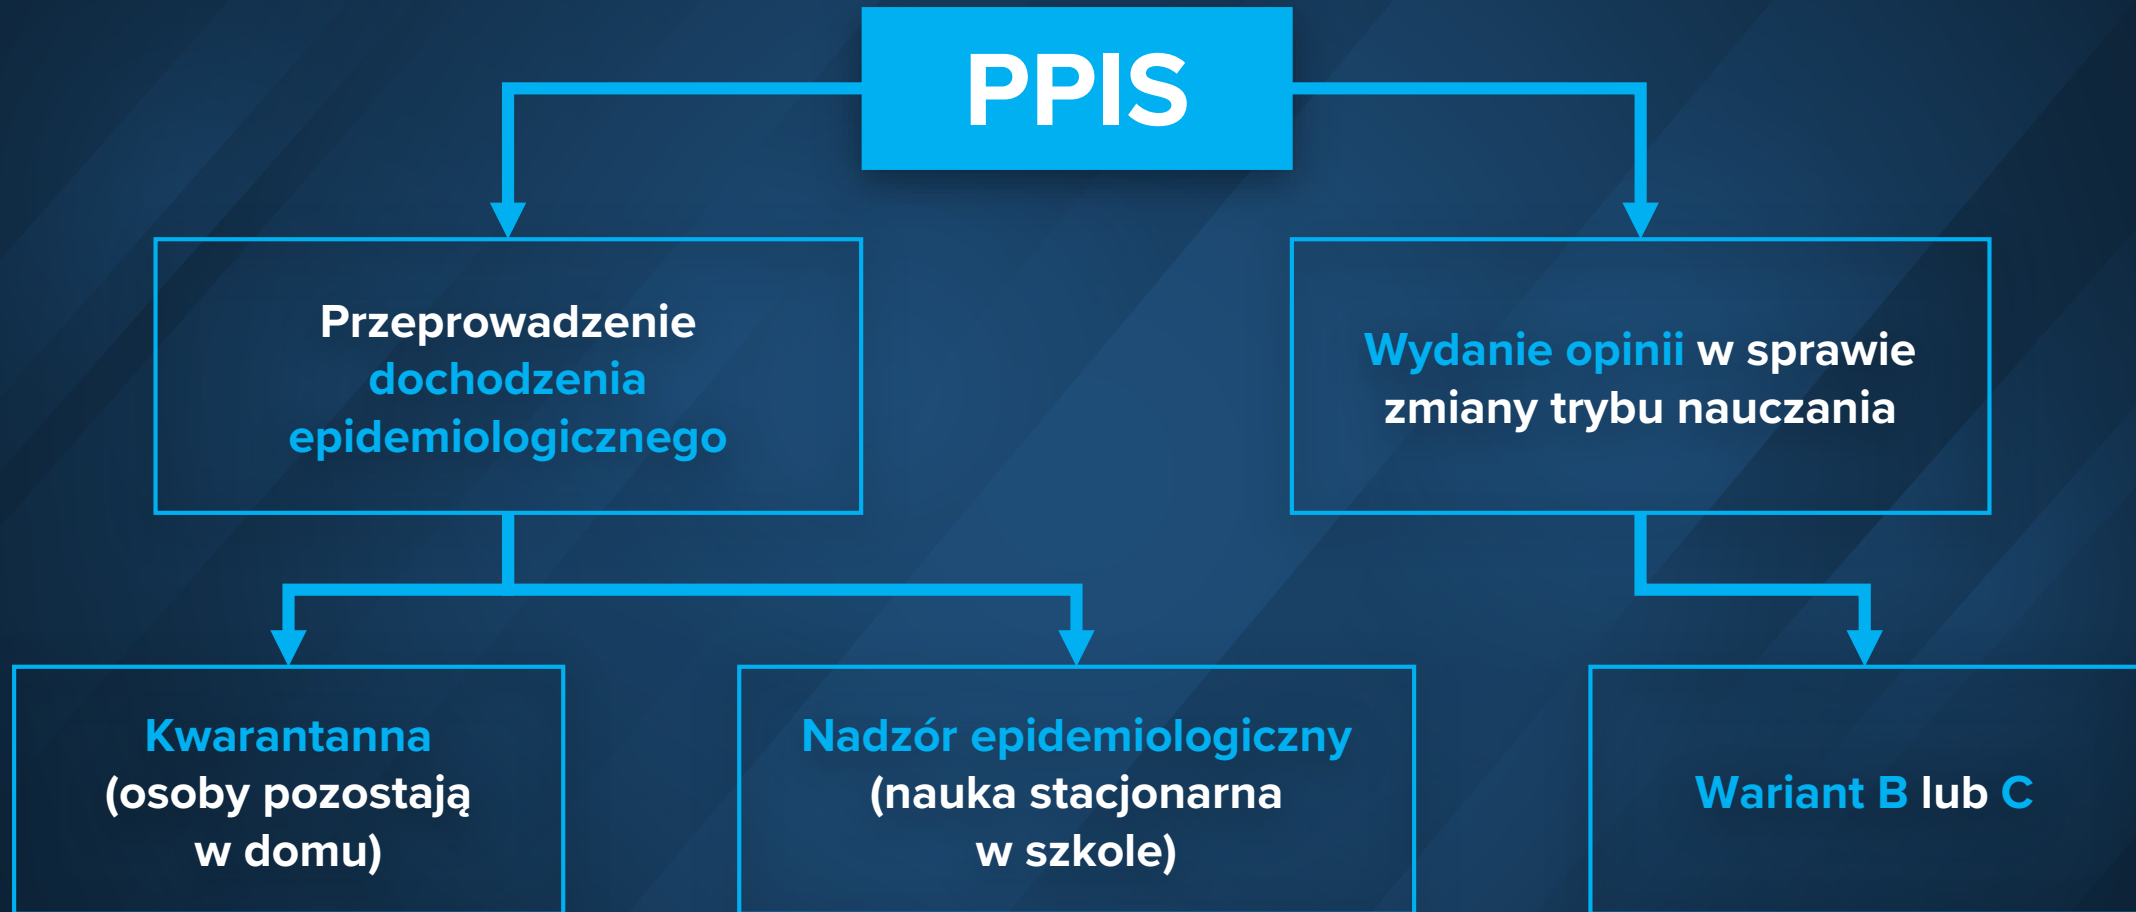 PPIS
Przeprowadzenie
dochodzenia
epidemiologicznego
Wydanie opinii w sprawie
zmiany trybu nauczania
Kwarantanna
(osoby pozostają
w domu)
Nadzór epidemiologiczny
(nauka stacjonarna
w szkole)
Wariant B lub C